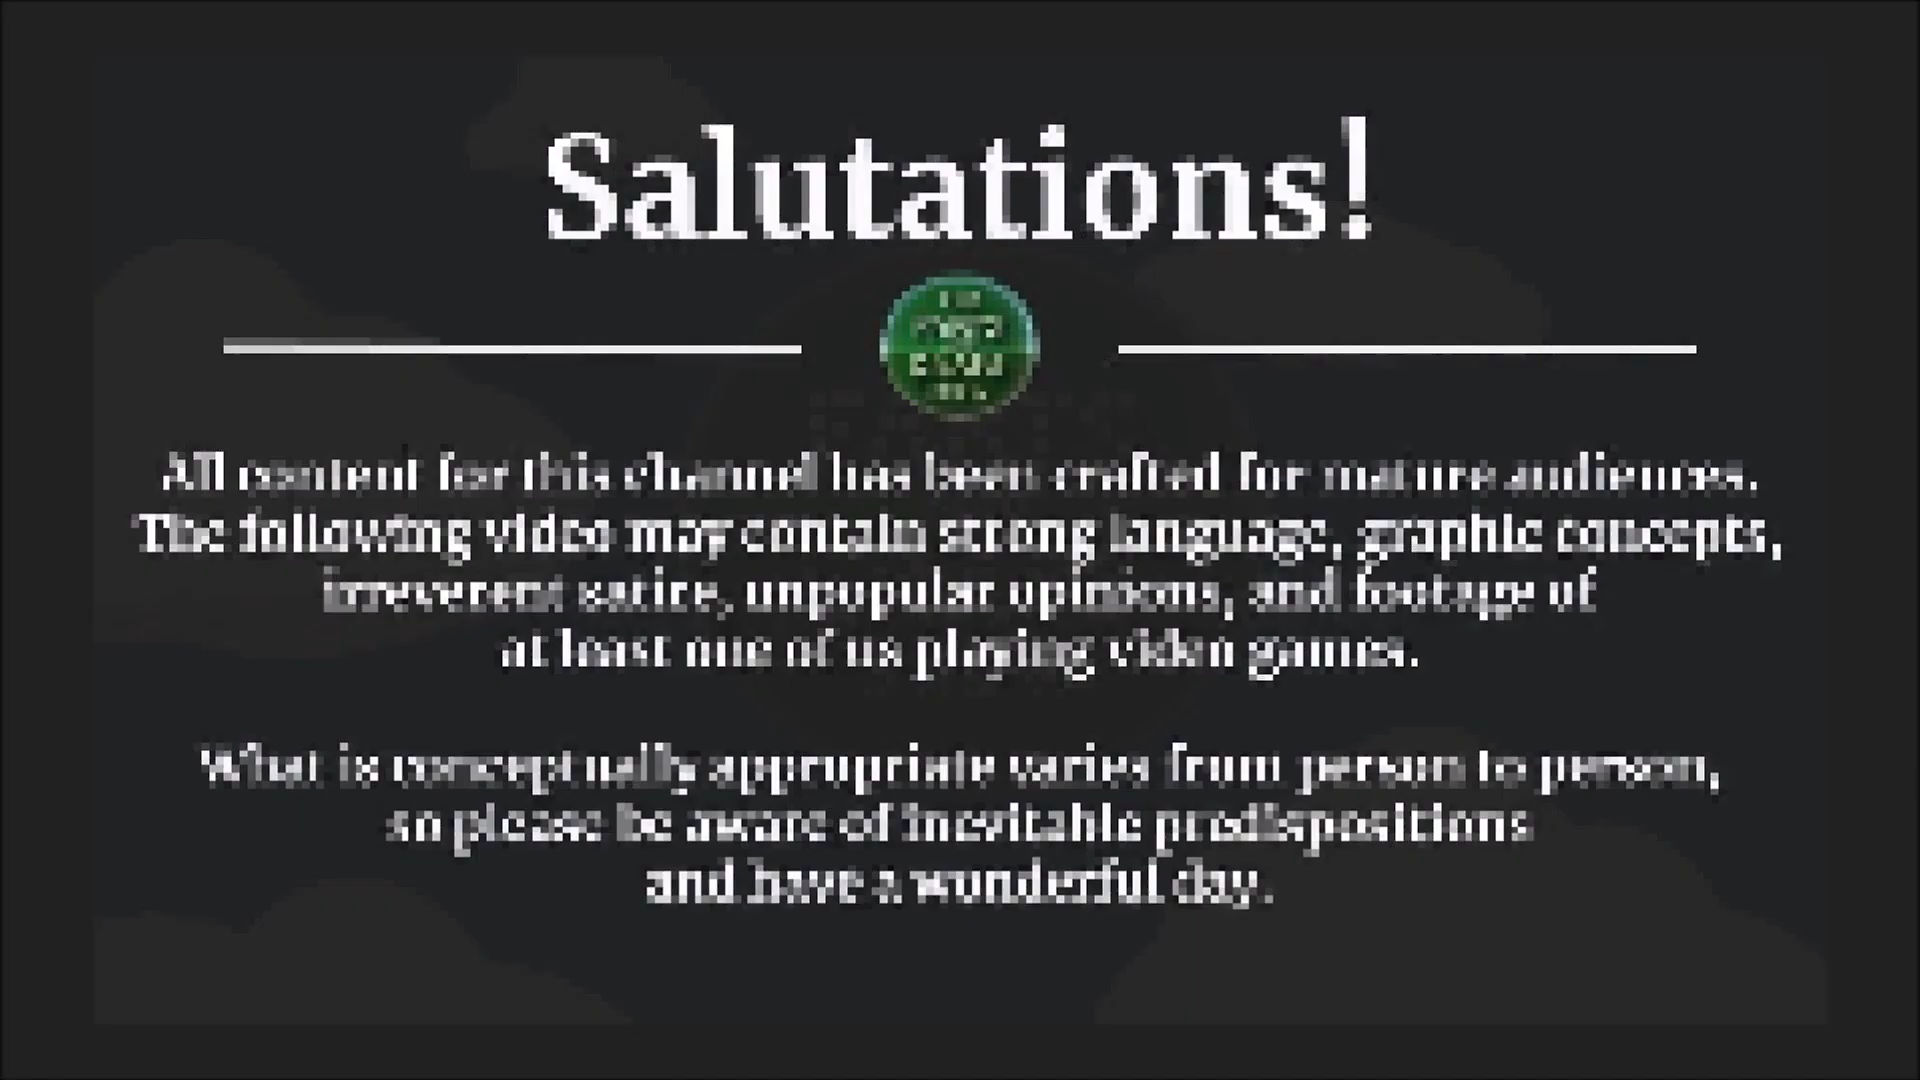 Salutations!
All content for this channel has been crafted for mature audiences.
The following video may contain strong language, graphic concepts,
irreverent satire, unpopular opinions, and footage of
at least one of us playing video games.
What is conceptually appropriate varies from person to person,
so please be aware of inevitable predispositions
and have a wonderful day.